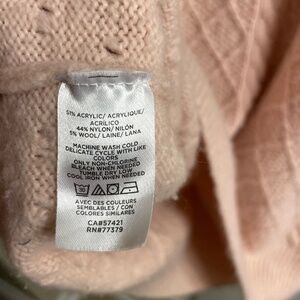 51% ACRYLIC/ ACRYLIQUE/
ACRÍLICO
44% NYLON/ NILÓN
5% WOOL/ LAINE/ LANA
MACHINE WASH COLD
DELICATE CYCLE WITH LIKE
COLORS
ONLY NON-CHLORINE
BLEACH WHEN NEEDED
TUMBLE DRY LOW
COOL IRON WHEN NEEDED
AVEC DES COULEURS
SEMBLABLES / CON
COLORES SIMILARES
CA#57421
RN#77379